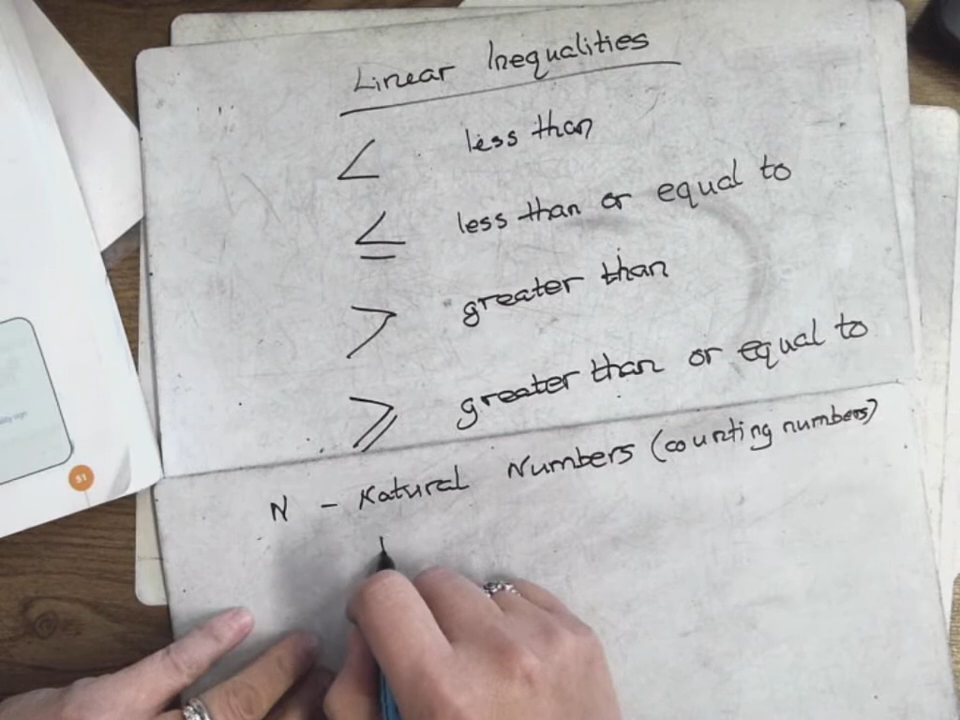 Linear Inequalities
< less than
≤ less than or equal to
> greater than
≥ greater than or equal to
N - Natural Numbers (counting numbers)
51